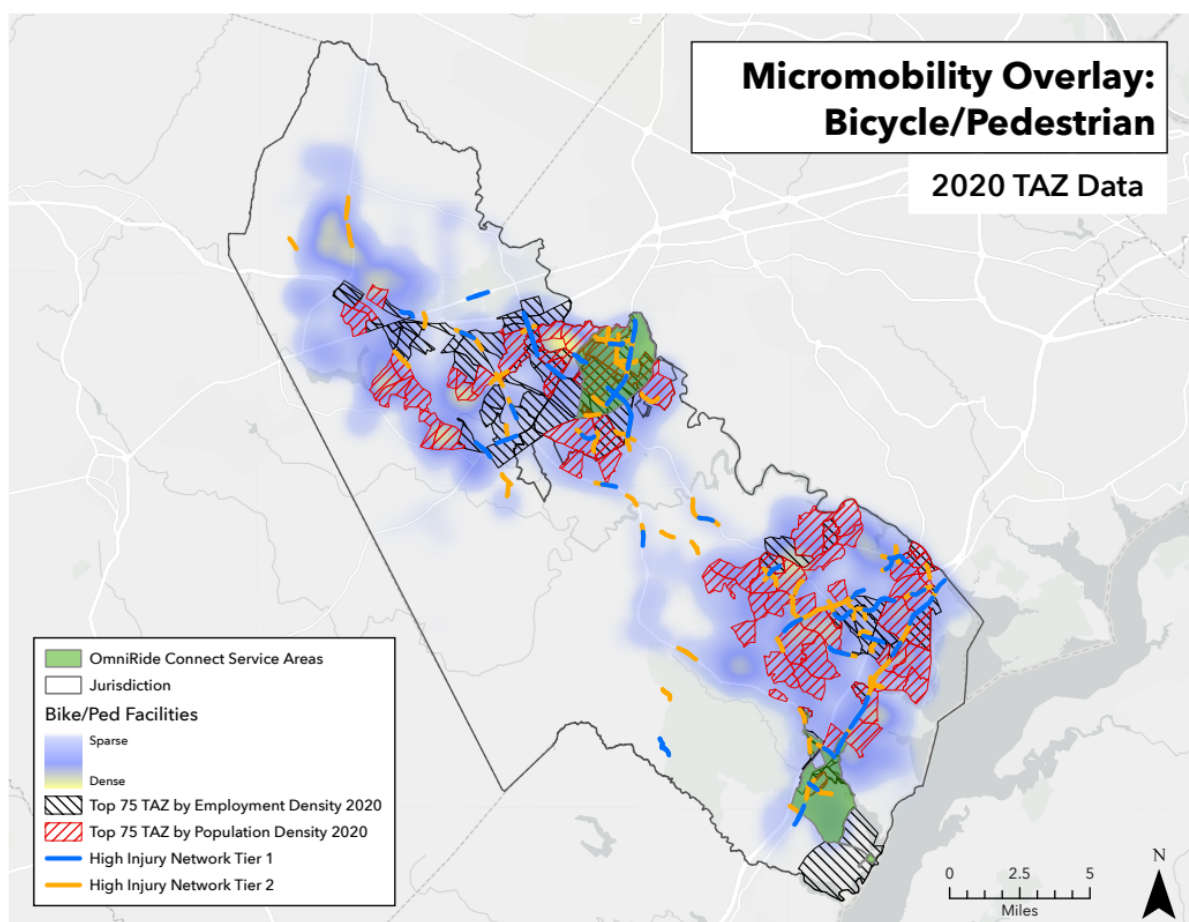 Micromobility Overlay:
Bicycle/Pedestrian
2020 TAZ Data
OmniRide Connect Service Areas
Jurisdiction
Bike/Ped Facilities
Sparse
Dense
Top 75 TAZ by Employment Density 2020
Top 75 TAZ by Population Density 2020
High Injury Network Tier 1
High Injury Network Tier 2
N
0 2.5 5
Miles